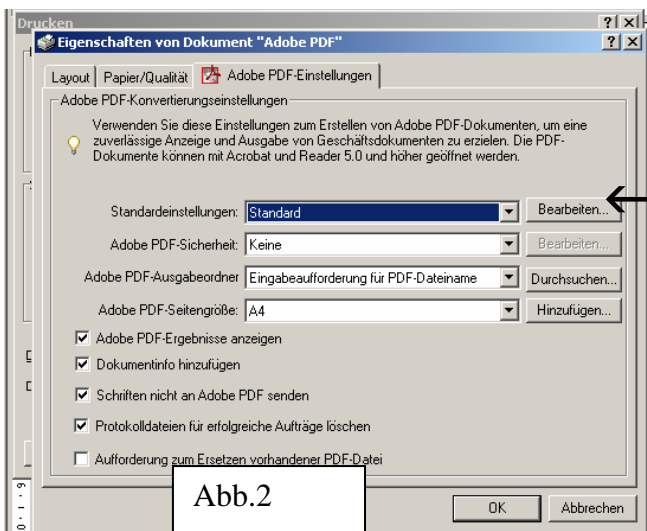 Drucken
Eigenschaften von Dokument "Adobe PDF"
Layout Papier/Qualität Adobe PDF-Einstellungen
Adobe PDF-Konvertierungseinstellungen
Verwenden Sie diese Einstellungen zum Erstellen von Adobe PDF-Dokumenten, um eine
zuverlässige Anzeige und Ausgabe von Geschäftsdokumenten zu erzielen. Die PDF-
Dokumente können mit Acrobat und Reader 5.0 und höher geöffnet werden.
Standardeinstellungen: Standard Bearbeiten...
Adobe PDF-Sicherheit: Keine Bearbeiten...
Adobe PDF-Ausgabeordner Eingabeaufforderung für PDF-Dateiname Durchsuchen...
Adobe PDF-Seitengröße: A4 Hinzufügen...
Adobe PDF-Ergebnisse anzeigen
Dokumentinfo hinzufügen
Schriften nicht an Adobe PDF senden
Protokolldateien für erfolgreiche Aufträge löschen
Aufforderung zum Ersetzen vorhandener PDF-Datei
Abb.2
OK Abbrechen